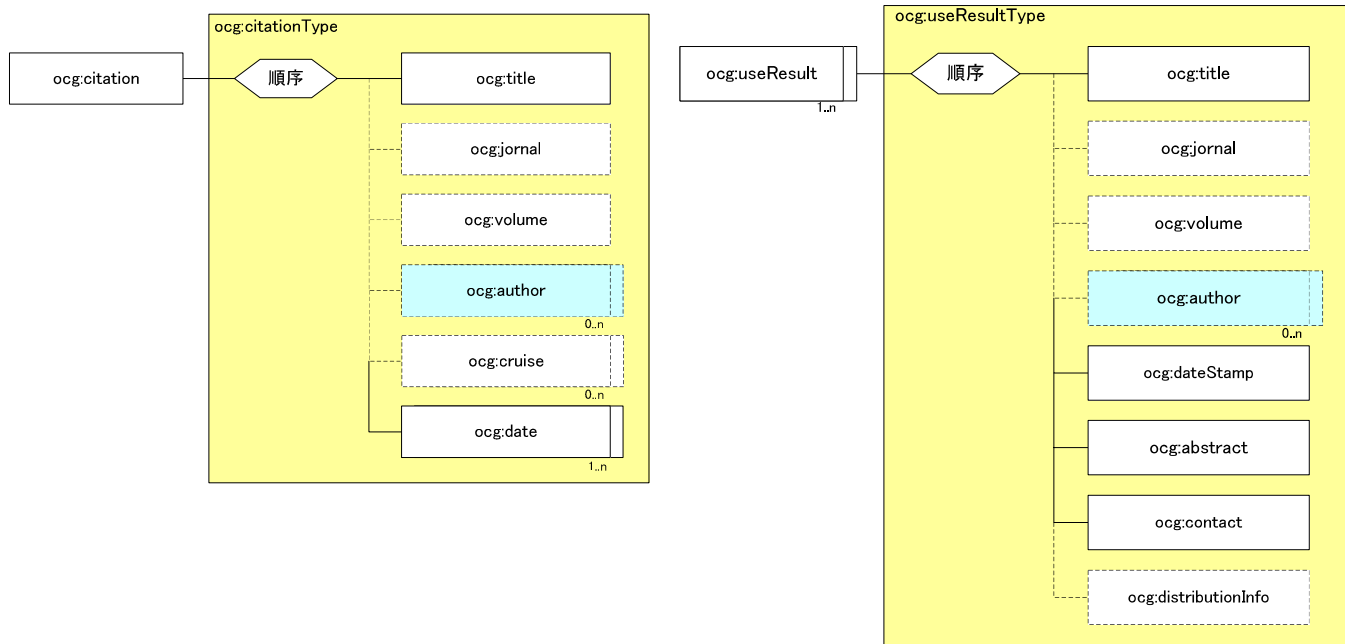 ocg:citationType
ocg:citation
順序
ocg:title
ocg:jornal
ocg:volume
ocg:author
0..n
ocg:cruise
0..n
ocg:date
1..n
ocg:useResultType
ocg:useResult
1..n
順序
ocg:title
ocg:jornal
ocg:volume
ocg:author
0..n
ocg:dateStamp
ocg:abstract
ocg:contact
ocg:distributionInfo